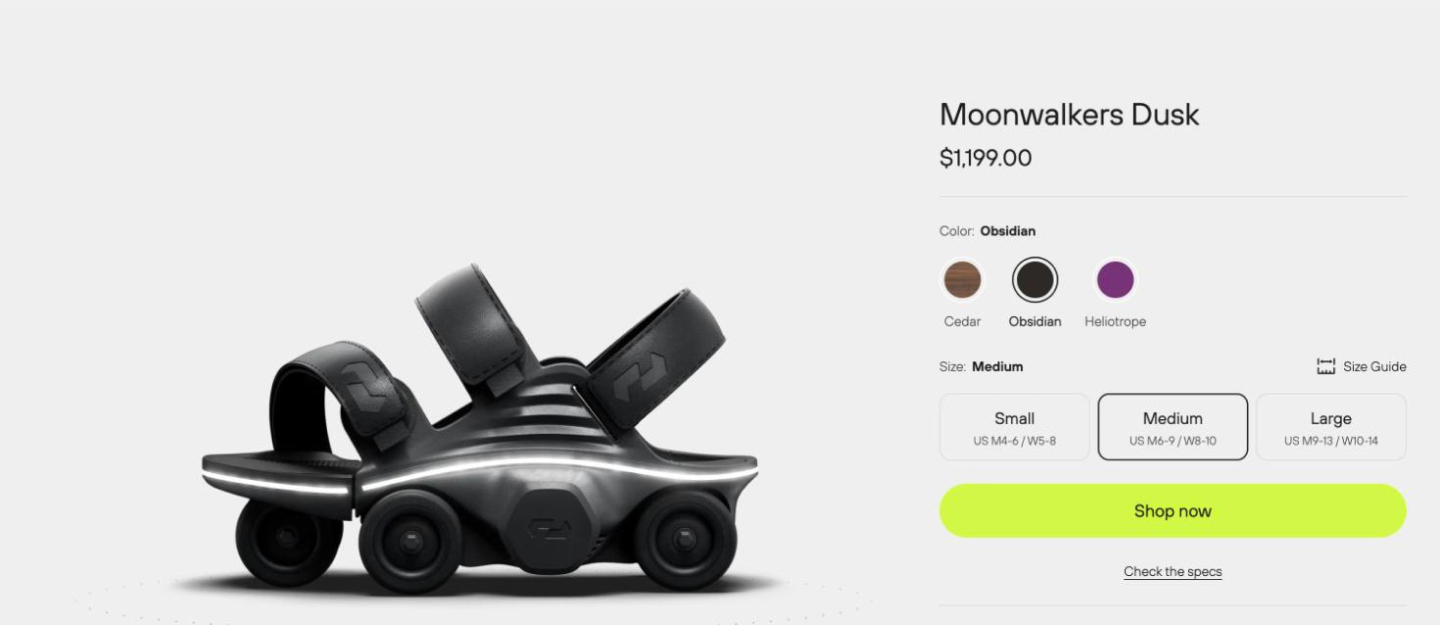 Moonwalkers Dusk
$1,199.00
Color: Obsidian
Cedar Obsidian Heliotrope
Size: Medium Size Guide
Small Medium Large
US M4-6 / W5-8 US M6-9 / W8-10 US M9-13 / W10-14
Shop now
Check the specs